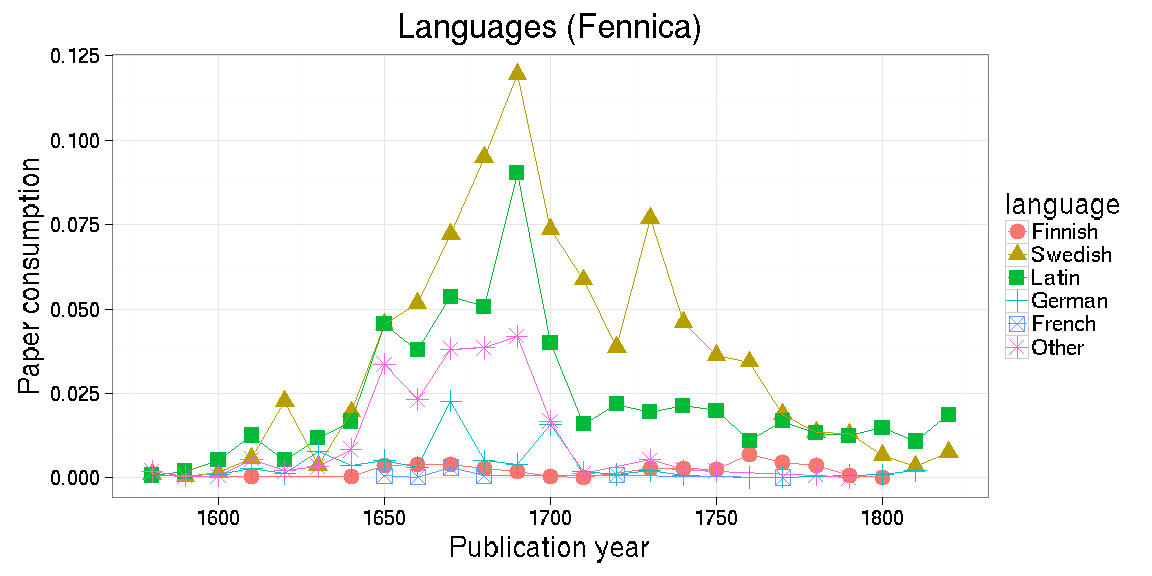 Languages (Fennica)
0.125
0.100
0.075
0.050
0.025
0.000
Paper consumption
1600 1650 1700 1750 1800
Publication year
language
Finnish
Swedish
Latin
German
French
Other